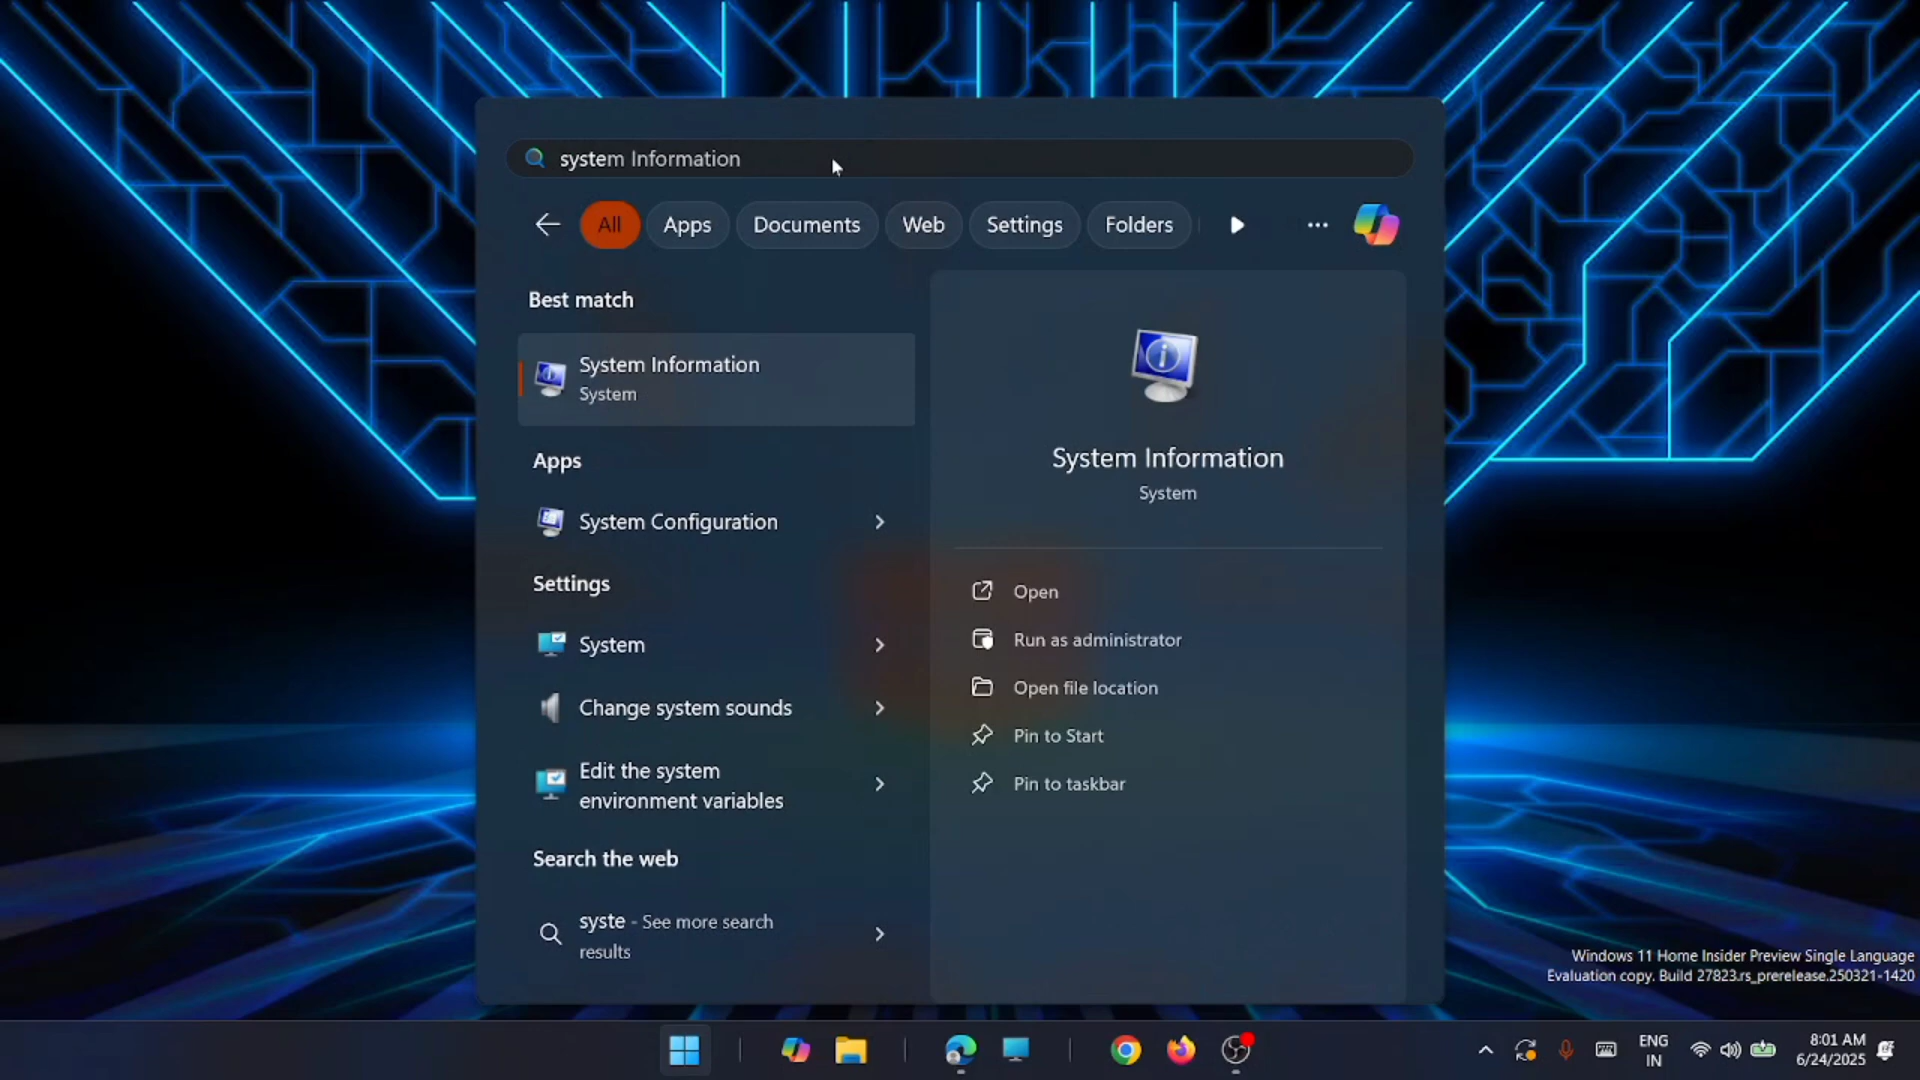 system Information
All
Apps
Documents
Web
Settings
Folders
Best match
System Information
System
Apps
System Configuration
Settings
System
Change system sounds
Edit the system
environment variables
Search the web
syste - See more search
results
System Information
System
Open
Run as administrator
Open file location
Pin to Start
Pin to taskbar
Windows 11 Home Insider Preview Single Language
Evaluation copy. Build 27823.rs_prerelease.250321-1420
ENG
IN
8:01 AM
6/24/2025